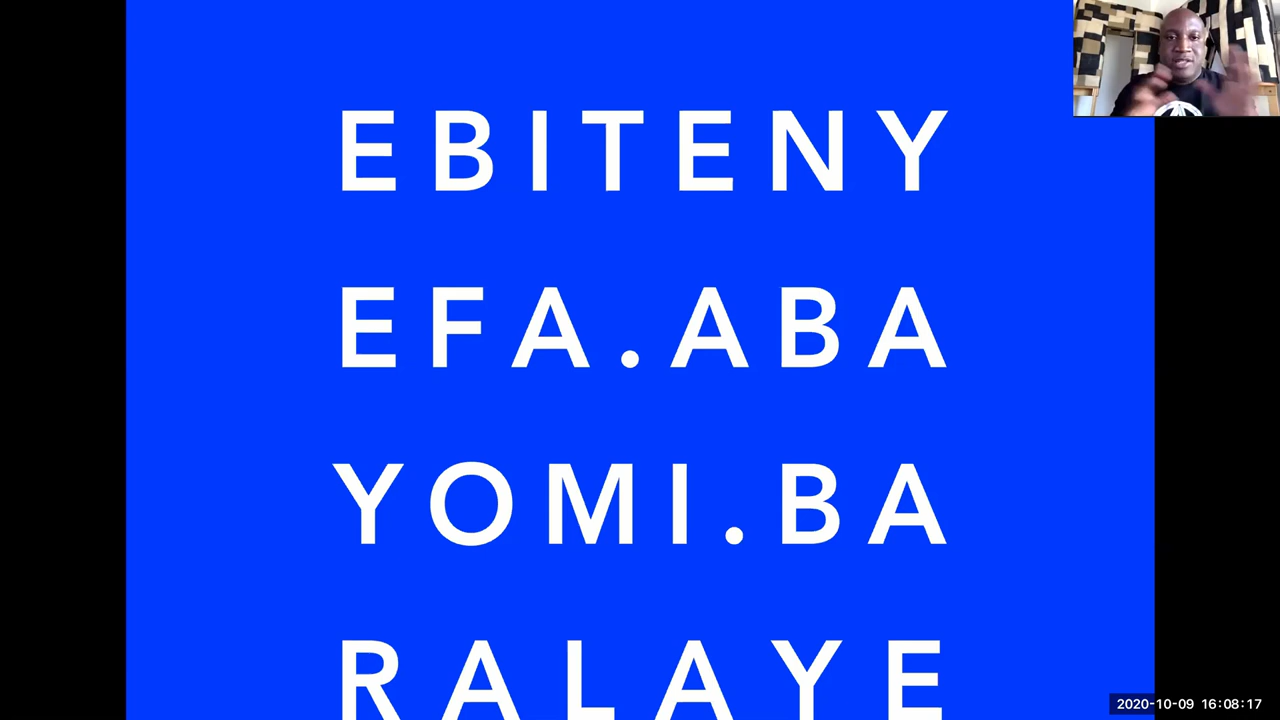 EBITENY
EFA.ABA
YOMI.BA
RALAYE
2020-10-09 16:08:17